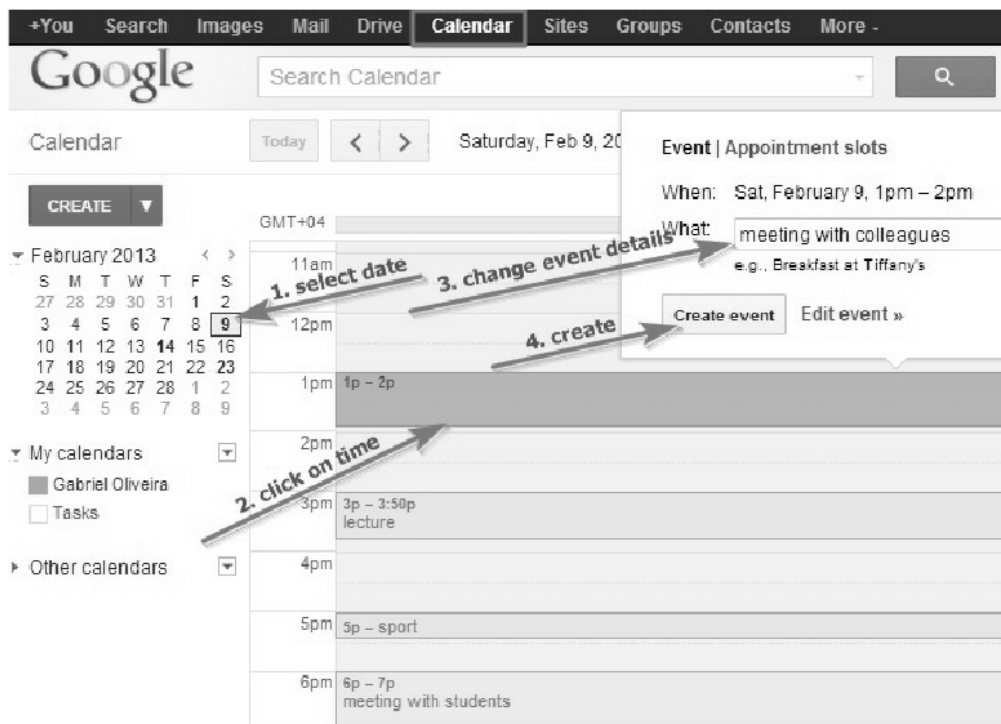 +You Search Images Mail Drive Calendar Sites Groups Contacts More
Google
Search Calendar
Calendar
Today < > Saturday, Feb 9, 20
CREATE
February 2013 < >
S M T W T F S
27 28 29 30 31 1 2
3 4 5 6 7 8 9
10 11 12 13 14 15 16
17 18 19 20 21 22 23
24 25 26 27 28 1 2
3 4 5 6 7 8 9
My calendars
Gabriel Oliveira
Tasks
Other calendars
GMT+04
11am
12pm
1pm 1p – 2p
2pm
3pm 3p – 3:50p
lecture
4pm
5pm 5p – sport
6pm 6p – 7p
meeting with students
Event | Appointment slots
When: Sat, February 9, 1pm – 2pm
What: meeting with colleagues
e.g., Breakfast at Tiffany's
Create event Edit event »
1. select date
2. click on time
3. change event details
4. create